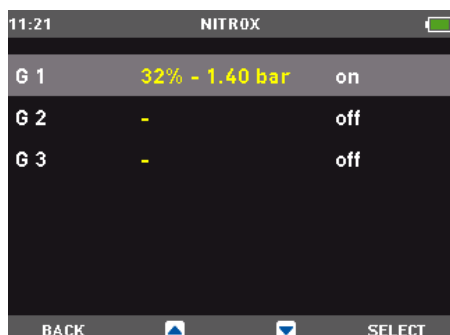 11:21 NITROX
G 1 32% - 1.40 bar on
G 2 - off
G 3 - off
BACK SELECT